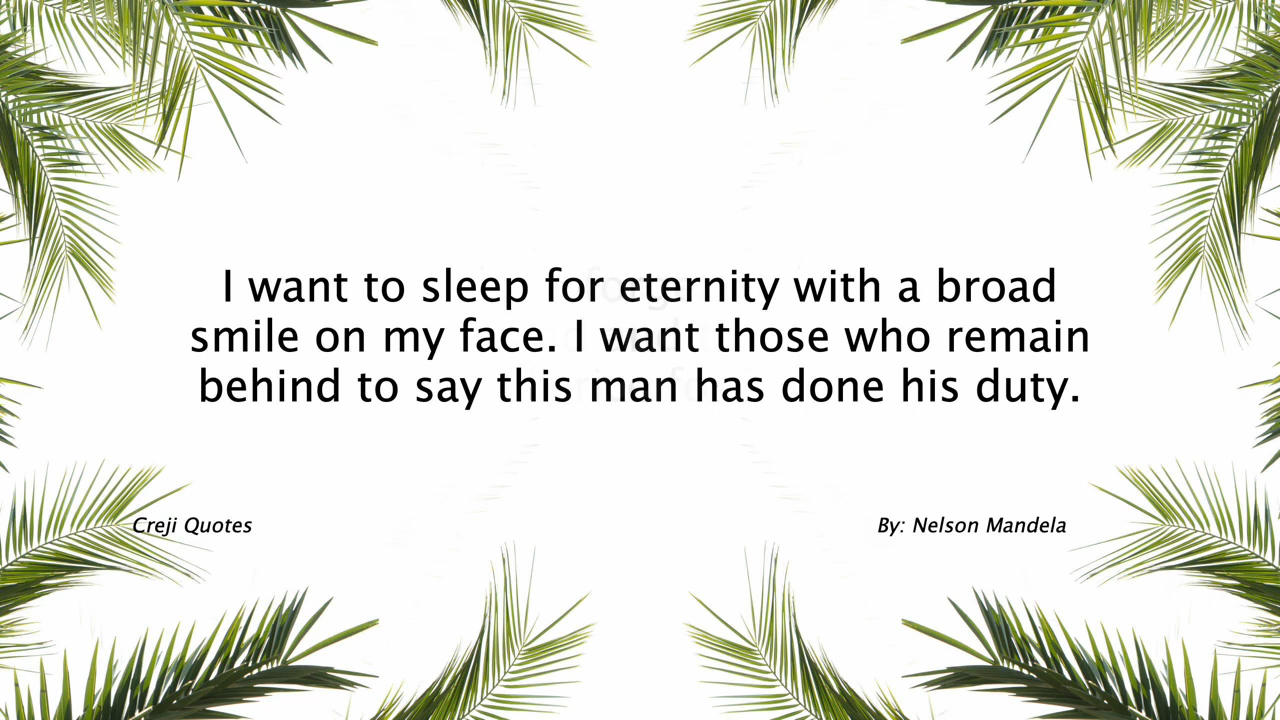 I want to sleep for eternity with a broad
smile on my face. I want those who remain
behind to say this man has done his duty.
Creji Quotes
By: Nelson Mandela